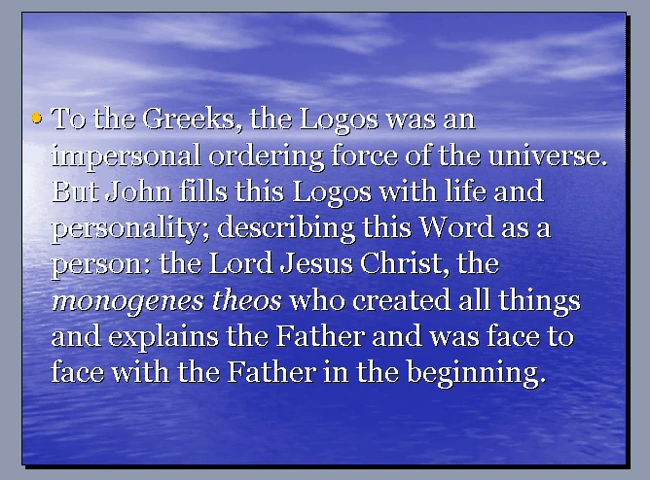 • To the Greeks, the Logos was an
impersonal ordering force of the universe.
But John fills this Logos with life and
personality; describing this Word as a
person: the Lord Jesus Christ, the
monogenes theos who created all things
and explains the Father and was face to
face with the Father in the beginning.